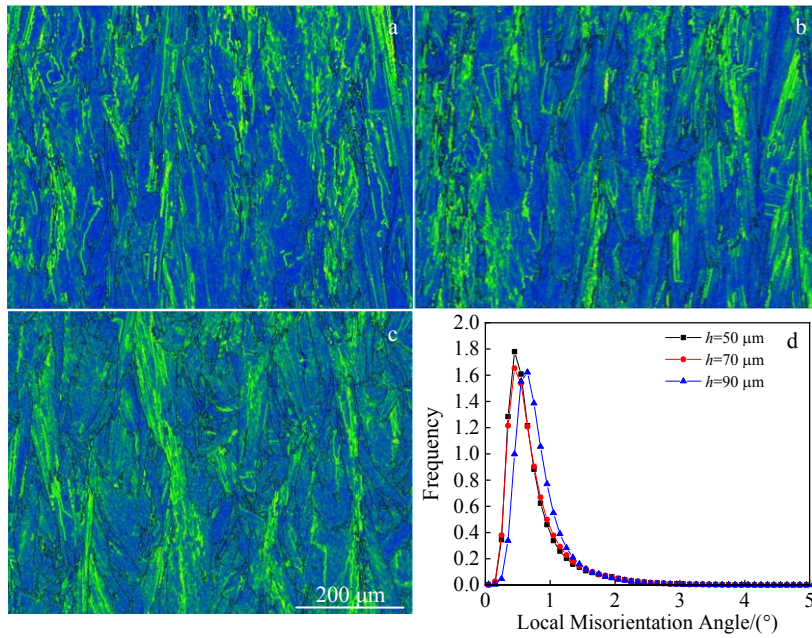 a
b
c
200 μm
d
h=50 μm
h=70 μm
h=90 μm
2.0
1.8
1.6
1.4
1.2
1.0
0.8
0.6
0.4
0.2
0.0
Frequency
0 1 2 3 4 5
Local Misorientation Angle/(°)